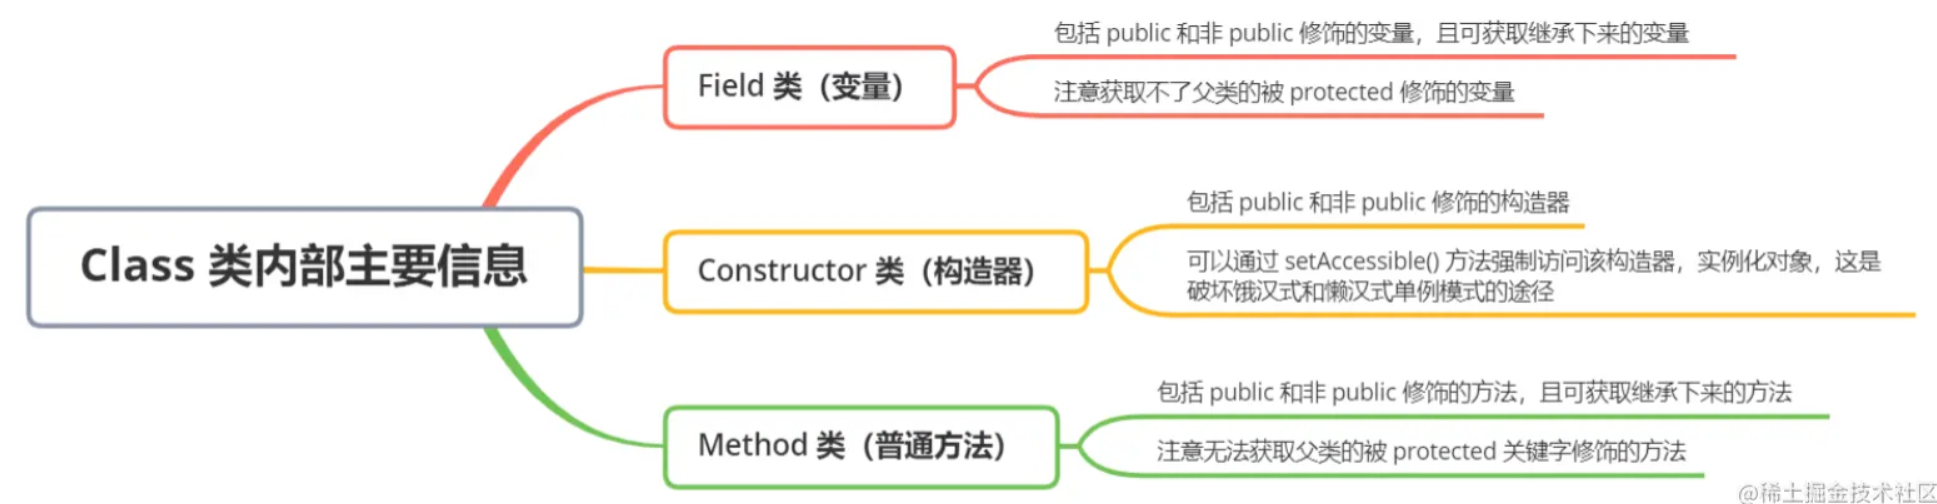 包括 public 和非 public 修饰的变量，且可获取继承下来的变量
Field 类（变量）
注意获取不了父类的被 protected 修饰的变量
包括 public 和非 public 修饰的构造器
Class 类内部主要信息
Constructor 类（构造器）
可以通过 setAccessible() 方法强制访问该构造器，实例化对象，这是
破坏饿汉式和懒汉式单例模式的途径
包括 public 和非 public 修饰的方法，且可获取继承下来的方法
Method 类（普通方法）
注意无法获取父类的被 protected 关键字修饰的方法
@稀土掘金技术社区